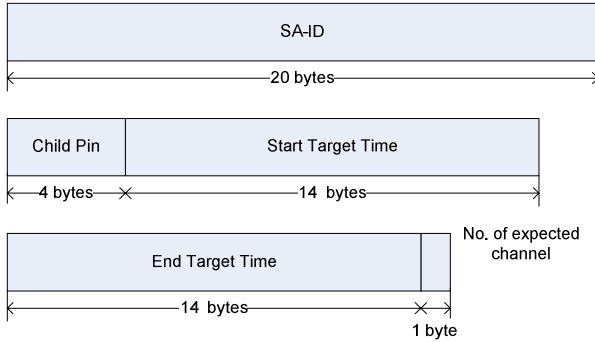 SA-ID
20 bytes
Child Pin
Start Target Time
4 bytes
14 bytes
No. of expected
channel
End Target Time
14 bytes
1 byte